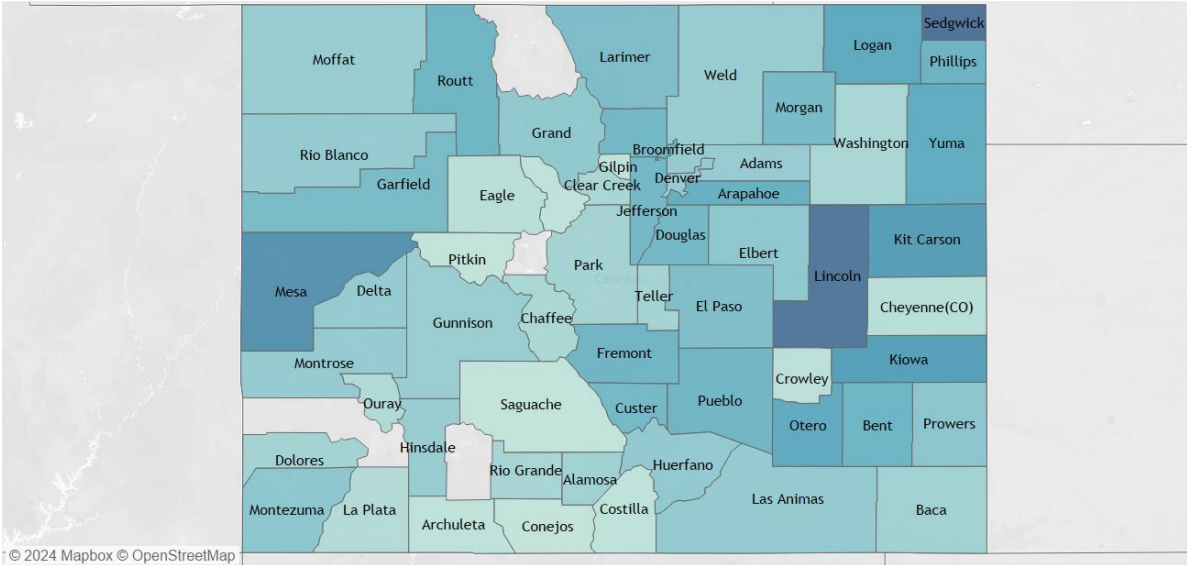 Sedgwick
Moffat
Routt
Larimer
Weld
Logan
Phillips
Morgan
Grand
Rio Blanco
Broomfield
Washington
Yuma
Gilpin
Adams
Garfield
Eagle
Clear Creek
Denver
Arapahoe
Jefferson
Douglas
Elbert
Kit Carson
Pitkin
Park
Lincoln
Mesa
Delta
Teller
El Paso
Cheyenne(CO)
Gunnison
Chaffee
Colorado
Montrose
Fremont
Kiowa
Crowley
Ouray
Saguache
Custer
Pueblo
Otero
Bent
Prowers
Hinsdale
Dolores
Rio Grande
Alamosa
Huerfano
Montezuma
La Plata
Archuleta
Conejos
Costilla
Las Animas
Baca
© 2024 Mapbox © OpenStreetMap